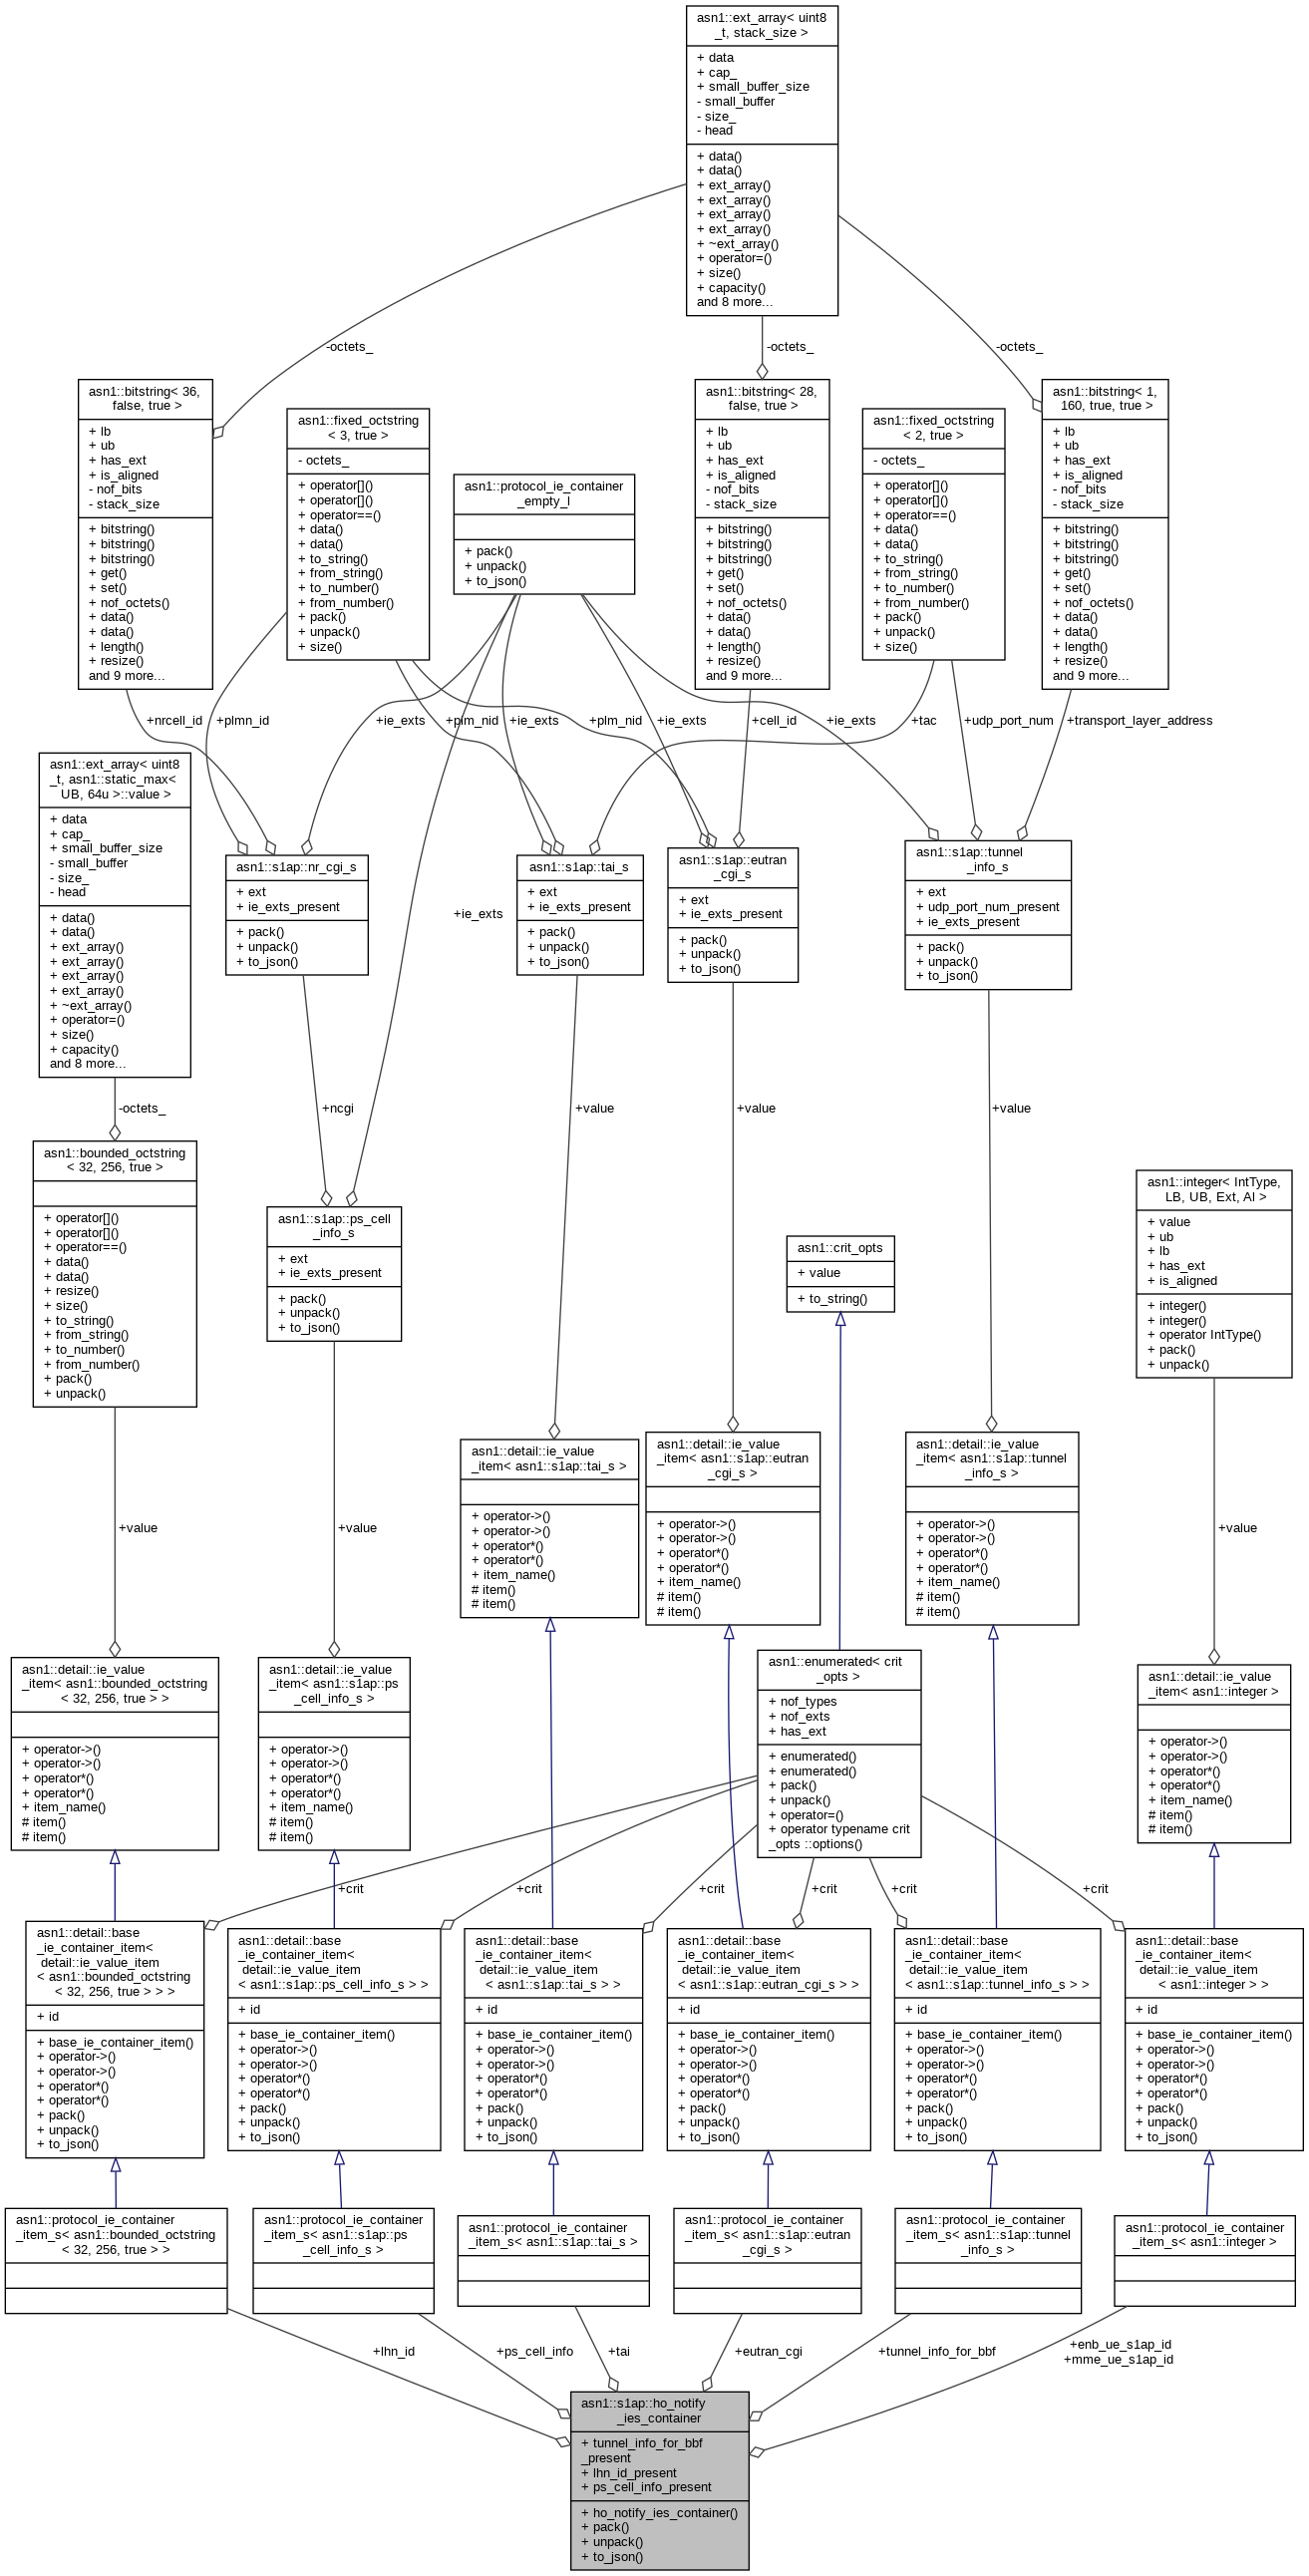 asn1::ext_array< uint8
_t, stack_size >
+ data
+ cap_
+ small_buffer_size
- small_buffer
- size_
- head
+ data()
+ data()
+ ext_array()
+ ext_array()
+ ext_array()
+ ext_array()
+ ~ext_array()
+ operator=()
+ size()
+ capacity()
and 8 more...
-octets_
-octets_
-octets_
asn1::bitstring< 36,
false, true >
+ lb
+ ub
+ has_ext
+ is_aligned
- nof_bits
- stack_size
+ bitstring()
+ bitstring()
+ bitstring()
+ get()
+ set()
+ nof_octets()
+ data()
+ data()
+ length()
+ resize()
and 9 more...
asn1::fixed_octstring
< 3, true >
- octets_
+ operator[]()
+ operator[]()
+ operator==()
+ data()
+ data()
+ to_string()
+ from_string()
+ to_number()
+ from_number()
+ pack()
+ unpack()
+ size()
asn1::protocol_ie_container
_empty_l
+ pack()
+ unpack()
+ to_json()
asn1::bitstring< 28,
false, true >
+ lb
+ ub
+ has_ext
+ is_aligned
- nof_bits
- stack_size
+ bitstring()
+ bitstring()
+ bitstring()
+ get()
+ set()
+ nof_octets()
+ data()
+ data()
+ length()
+ resize()
and 9 more...
asn1::fixed_octstring
< 2, true >
- octets_
+ operator[]()
+ operator[]()
+ operator==()
+ data()
+ data()
+ to_string()
+ from_string()
+ to_number()
+ from_number()
+ pack()
+ unpack()
+ size()
asn1::bitstring< 1,
160, true, true >
+ lb
+ ub
+ has_ext
+ is_aligned
- nof_bits
- stack_size
+ bitstring()
+ bitstring()
+ bitstring()
+ get()
+ set()
+ nof_octets()
+ data()
+ data()
+ length()
+ resize()
and 9 more...
+nrcell_id
+plmn_id
+ie_exts
+plm_nid
+ie_exts
+plm_nid
+ie_exts
+cell_id
+ie_exts
+tac
+udp_port_num
+transport_layer_address
asn1::ext_array< uint8
_t, asn1::static_max<
UB, 64u >::value >
+ data
+ cap_
+ small_buffer_size
- small_buffer
- size_
- head
+ data()
+ data()
+ ext_array()
+ ext_array()
+ ext_array()
+ ext_array()
+ ~ext_array()
+ operator=()
+ size()
+ capacity()
and 8 more...
asn1::s1ap::nr_cgi_s
+ ext
+ ie_exts_present
+ pack()
+ unpack()
+ to_json()
+ie_exts
asn1::s1ap::tai_s
+ ext
+ ie_exts_present
+ pack()
+ unpack()
+ to_json()
asn1::s1ap::eutran
_cgi_s
+ ext
+ ie_exts_present
+ pack()
+ unpack()
+ to_json()
asn1::s1ap::tunnel
_info_s
+ ext
+ udp_port_num_present
+ ie_exts_present
+ pack()
+ unpack()
+ to_json()
-octets_
+ncgi
+value
+value
+value
asn1::bounded_octstring
< 32, 256, true >
+ operator[]()
+ operator[]()
+ operator==()
+ data()
+ data()
+ resize()
+ size()
+ to_string()
+ from_string()
+ to_number()
+ from_number()
+ pack()
+ unpack()
asn1::s1ap::ps_cell
_info_s
+ ext
+ ie_exts_present
+ pack()
+ unpack()
+ to_json()
asn1::crit_opts
+ value
+ to_string()
asn1::integer< IntType,
LB, UB, Ext, Al >
+ value
+ ub
+ lb
+ has_ext
+ is_aligned
+ integer()
+ integer()
+ operator IntType()
+ pack()
+ unpack()
+value
+value
+value
asn1::detail::ie_value
_item< asn1::s1ap::tai_s >
+ operator->()
+ operator->()
+ operator*()
+ operator*()
+ item_name()
# item()
# item()
asn1::detail::ie_value
_item< asn1::s1ap::eutran
_cgi_s >
+ operator->()
+ operator->()
+ operator*()
+ operator*()
+ item_name()
# item()
# item()
asn1::detail::ie_value
_item< asn1::s1ap::tunnel
_info_s >
+ operator->()
+ operator->()
+ operator*()
+ operator*()
+ item_name()
# item()
# item()
asn1::detail::ie_value
_item< asn1::bounded_octstring
< 32, 256, true > >
+ operator->()
+ operator->()
+ operator*()
+ operator*()
+ item_name()
# item()
# item()
asn1::detail::ie_value
_item< asn1::s1ap::ps
_cell_info_s >
+ operator->()
+ operator->()
+ operator*()
+ operator*()
+ item_name()
# item()
# item()
asn1::enumerated< crit
_opts >
+ nof_types
+ nof_exts
+ has_ext
+ enumerated()
+ enumerated()
+ pack()
+ unpack()
+ operator=()
+ operator typename crit
_opts ::options()
asn1::detail::ie_value
_item< asn1::integer >
+ operator->()
+ operator->()
+ operator*()
+ operator*()
+ item_name()
# item()
# item()
+crit
+crit
+crit
+crit
+crit
+crit
asn1::detail::base
_ie_container_item<
detail::ie_value_item
< asn1::bounded_octstring
< 32, 256, true > > >
+ id
+ base_ie_container_item()
+ operator->()
+ operator->()
+ operator*()
+ operator*()
+ pack()
+ unpack()
+ to_json()
asn1::detail::base
_ie_container_item<
detail::ie_value_item
< asn1::s1ap::ps_cell_info_s > >
+ id
+ base_ie_container_item()
+ operator->()
+ operator->()
+ operator*()
+ operator*()
+ pack()
+ unpack()
+ to_json()
asn1::detail::base
_ie_container_item<
detail::ie_value_item
< asn1::s1ap::tai_s > >
+ id
+ base_ie_container_item()
+ operator->()
+ operator->()
+ operator*()
+ operator*()
+ pack()
+ unpack()
+ to_json()
asn1::detail::base
_ie_container_item<
detail::ie_value_item
< asn1::s1ap::eutran_cgi_s > >
+ id
+ base_ie_container_item()
+ operator->()
+ operator->()
+ operator*()
+ operator*()
+ pack()
+ unpack()
+ to_json()
asn1::detail::base
_ie_container_item<
detail::ie_value_item
< asn1::s1ap::tunnel_info_s > >
+ id
+ base_ie_container_item()
+ operator->()
+ operator->()
+ operator*()
+ operator*()
+ pack()
+ unpack()
+ to_json()
asn1::detail::base
_ie_container_item<
detail::ie_value_item
< asn1::integer > >
+ id
+ base_ie_container_item()
+ operator->()
+ operator->()
+ operator*()
+ operator*()
+ pack()
+ unpack()
+ to_json()
asn1::protocol_ie_container
_item_s< asn1::bounded_octstring
< 32, 256, true > >
asn1::protocol_ie_container
_item_s< asn1::s1ap::ps
_cell_info_s >
asn1::protocol_ie_container
_item_s< asn1::s1ap::tai_s >
asn1::protocol_ie_container
_item_s< asn1::s1ap::eutran
_cgi_s >
asn1::protocol_ie_container
_item_s< asn1::s1ap::tunnel
_info_s >
asn1::protocol_ie_container
_item_s< asn1::integer >
+lhn_id
+ps_cell_info
+tai
+eutran_cgi
+tunnel_info_for_bbf
+enb_ue_s1ap_id
+mme_ue_s1ap_id
asn1::s1ap::ho_notify
_ies_container
+ tunnel_info_for_bbf
_present
+ lhn_id_present
+ ps_cell_info_present
+ ho_notify_ies_container()
+ pack()
+ unpack()
+ to_json()